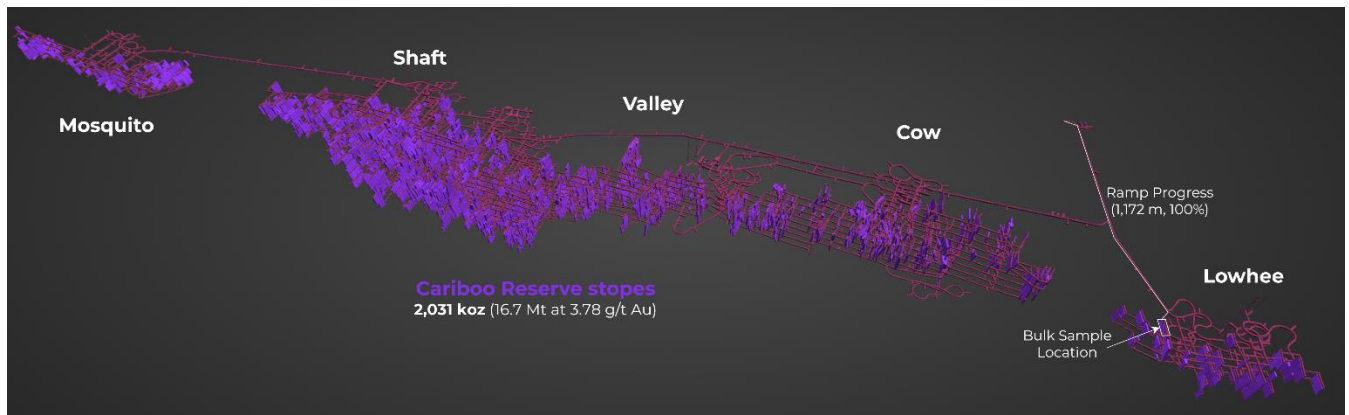 Mosquito
Shaft
Valley
Cow
Ramp Progress
(1,172 m, 100%)
Lowhee
Cariboo Reserve stopes
2,031 koz (16.7 Mt at 3.78 g/t Au)
Bulk Sample
Location